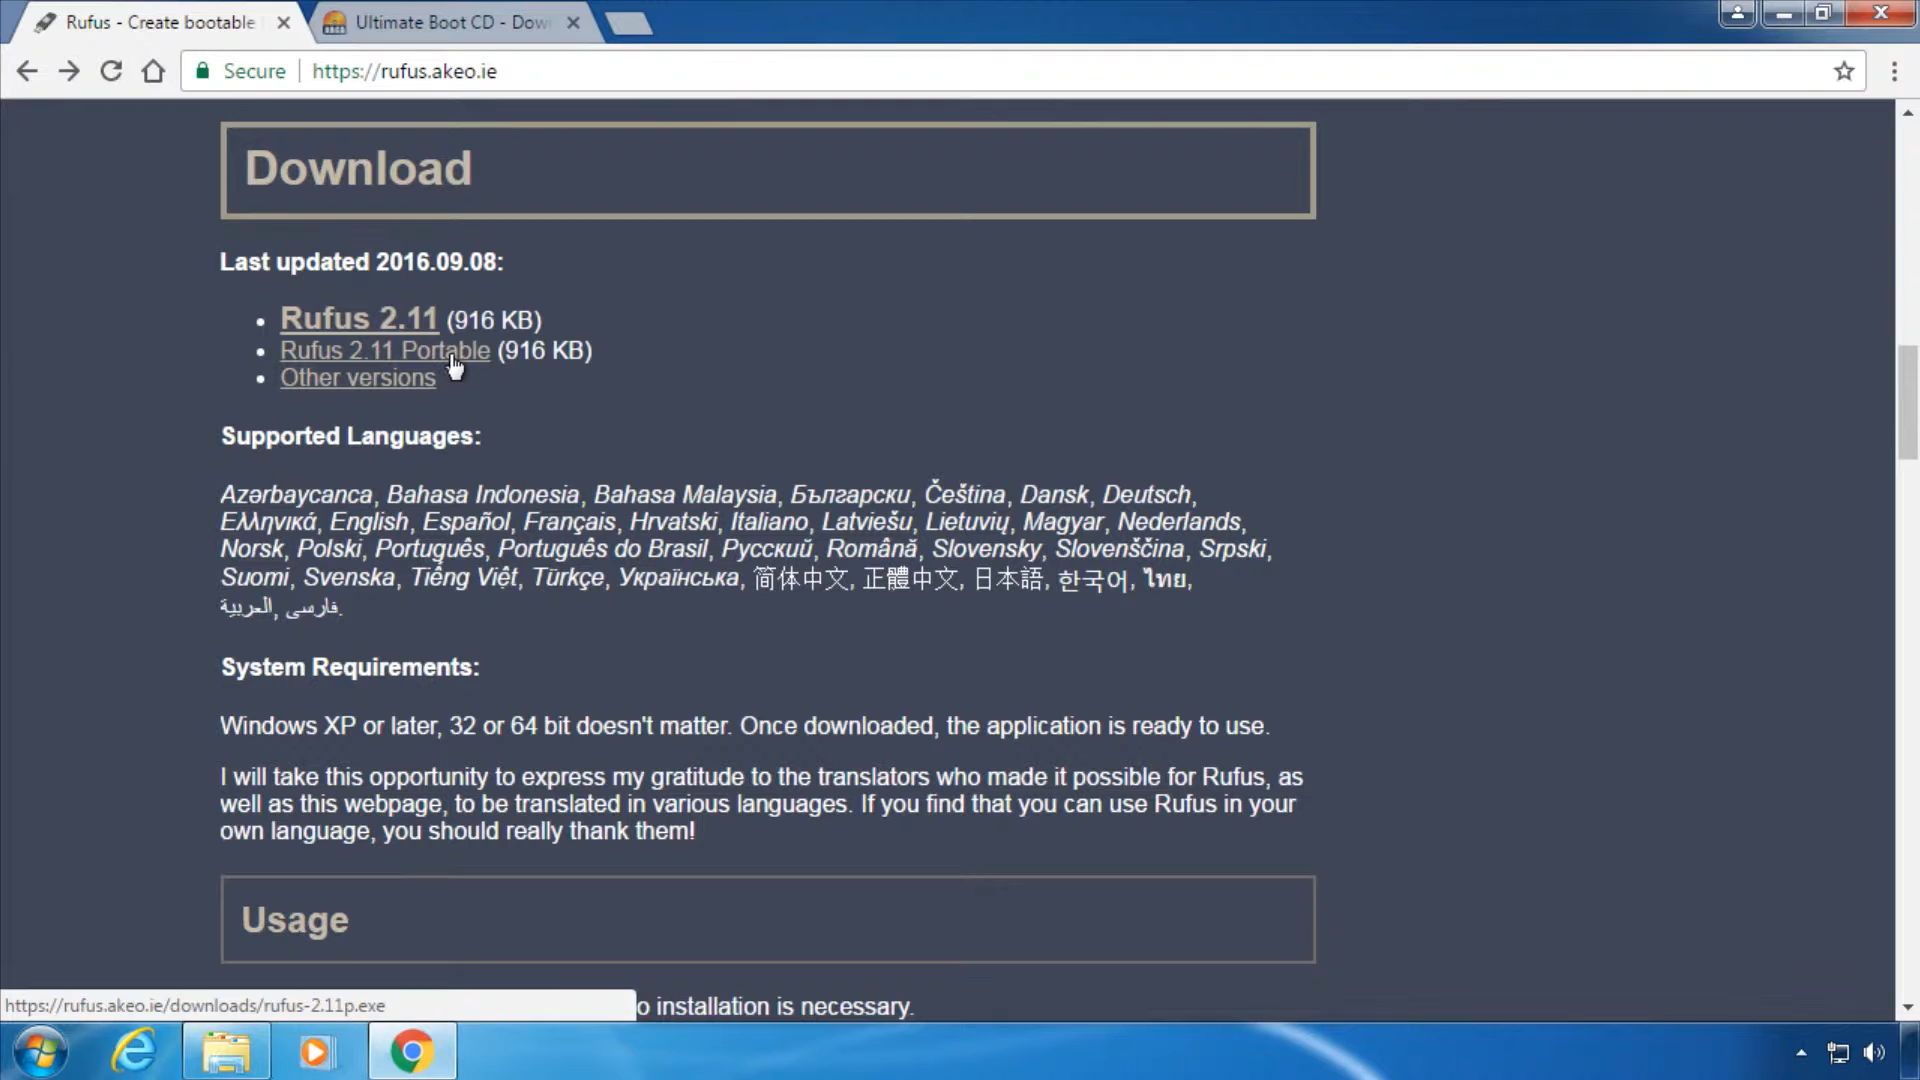 Rufus - Create bootable
Ultimate Boot CD - Dow
Secure
https://rufus.akeo.ie
Download
Last updated 2016.09.08:
Rufus 2.11 (916 KB)
Rufus 2.11 Portable (916 KB)
Other versions
Supported Languages:
Azərbaycanca, Bahasa Indonesia, Bahasa Malaysia, Български, Čeština, Dansk, Deutsch,
Ελληνικά, English, Español, Français, Hrvatski, Italiano, Latviešu, Lietuvių, Magyar, Nederlands,
Norsk, Polski, Português, Português do Brasil, Русский, Română, Slovensky, Slovenščina, Srpski,
Suomi, Svenska, Tiếng Việt, Türkçe, Українська, 简体中文, 正體中文, 日本語, 한국어, ไทย,
العربية, فارسی.
System Requirements:
Windows XP or later, 32 or 64 bit doesn't matter. Once downloaded, the application is ready to use.
I will take this opportunity to express my gratitude to the translators who made it possible for Rufus, as
well as this webpage, to be translated in various languages. If you find that you can use Rufus in your
own language, you should really thank them!
Usage
https://rufus.akeo.ie/downloads/rufus-2.11p.exe
o installation is necessary.